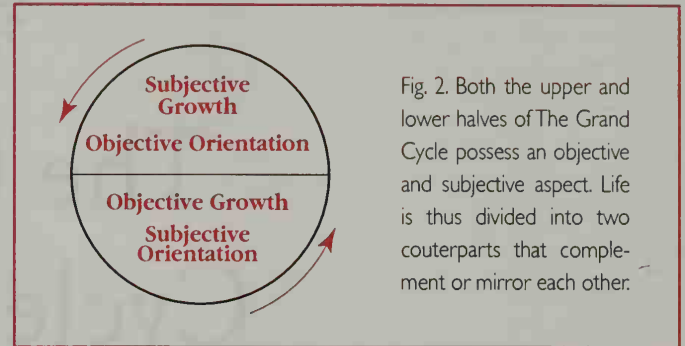 Subjective
Growth
Objective Orientation
Objective Growth
Subjective
Orientation
Fig. 2. Both the upper and
lower halves of The Grand
Cycle possess an objective
and subjective aspect. Life
is thus divided into two
couterparts that comple-
ment or mirror each other.